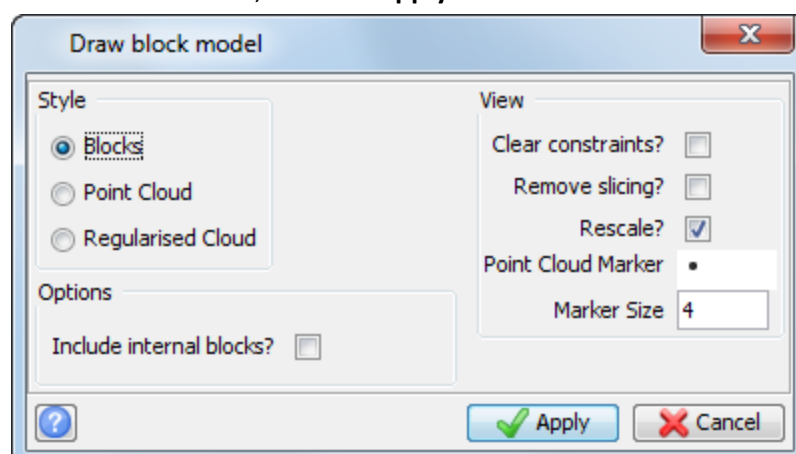 Draw block model
Style
Blocks
Point Cloud
Regularised Cloud
Options
Include internal blocks?
View
Clear constraints?
Remove slicing?
Rescale?
Point Cloud Marker
Marker Size 4
Apply Cancel